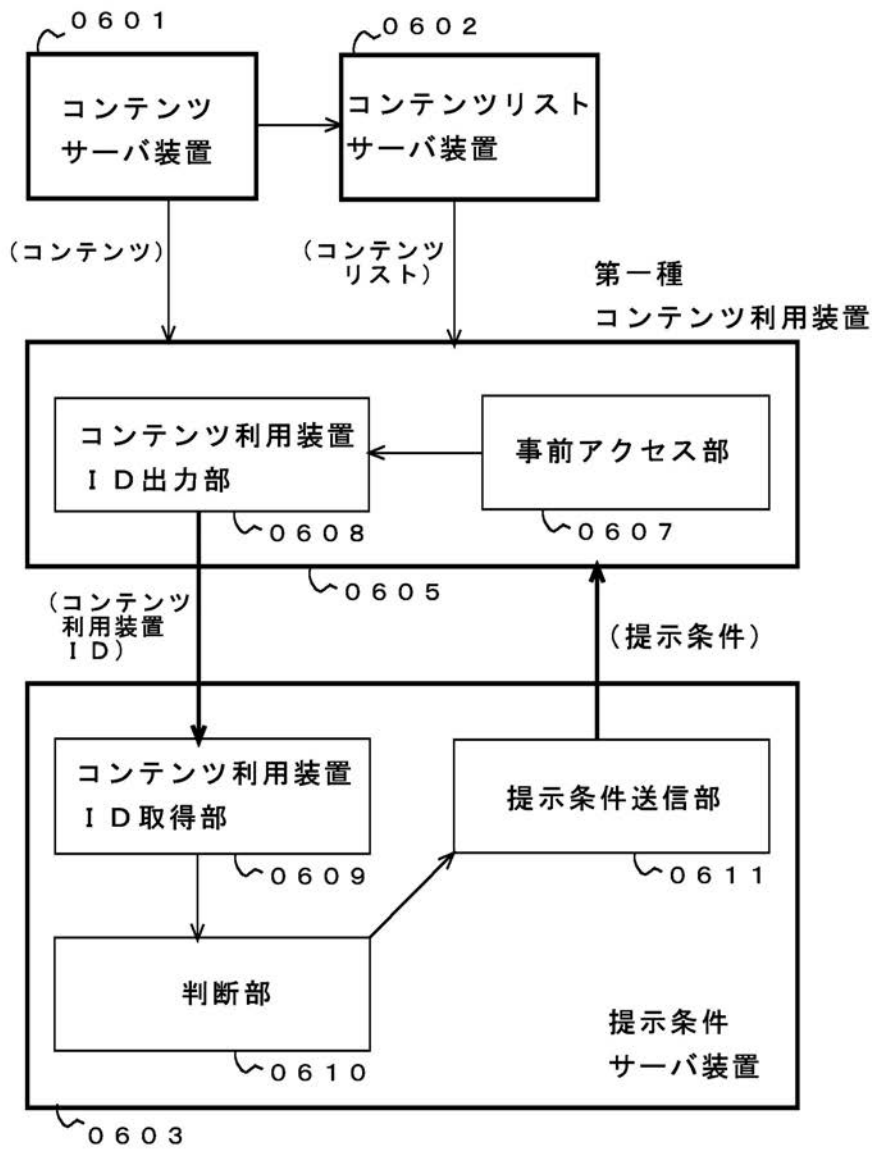 ０６０１
０６０２
コンテンツ
サーバ装置
コンテンツリスト
サーバ装置
（コンテンツ）
（コンテンツ
リスト）
第一種
コンテンツ利用装置
コンテンツ利用装置
ＩＤ出力部
事前アクセス部
０６０８
０６０７
０６０５
（コンテンツ
利用装置
ＩＤ）
（提示条件）
コンテンツ利用装置
ＩＤ取得部
提示条件送信部
０６０９
０６１１
判断部
提示条件
サーバ装置
０６１０
０６０３